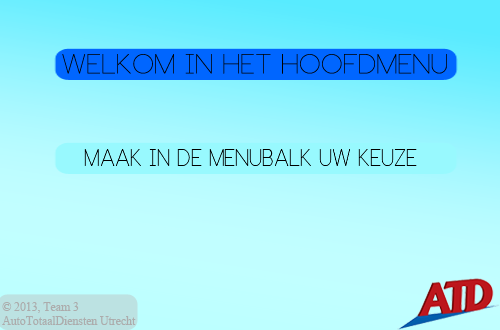 WELKOM IN HET HOOFDMENU
MAAK IN DE MENUBALK UW KEUZE
© 2013, Team 3
AutoTotaalDiensten Utrecht
ATD